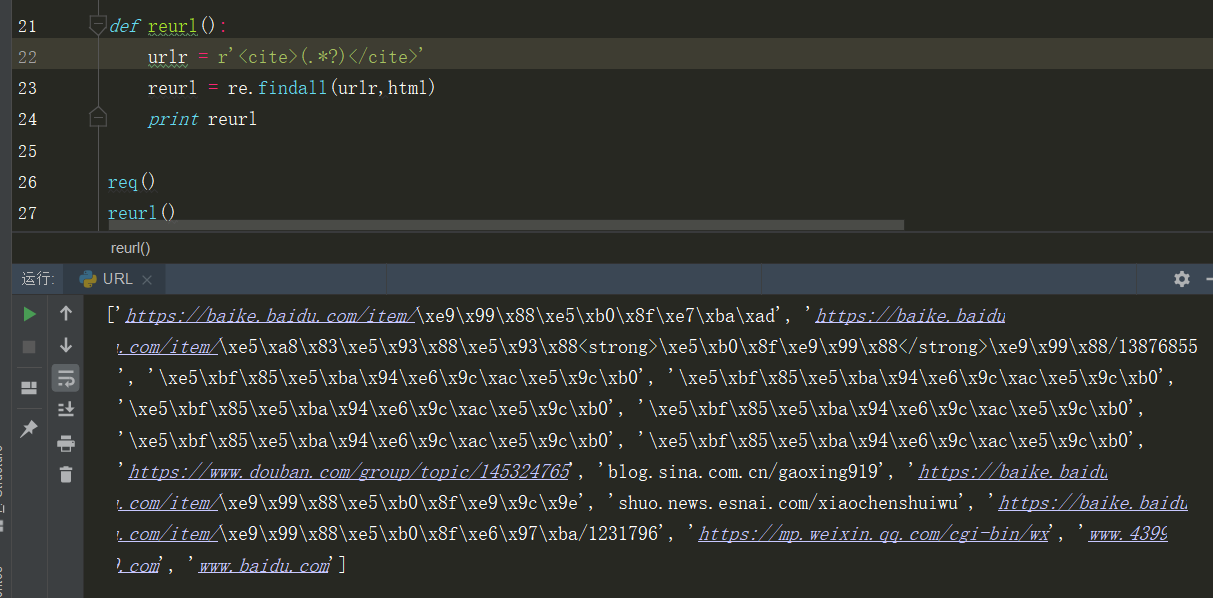 21 def reurl():
22 urlr = r'<cite>(.*?)</cite>'
23 reurl = re.findall(urlr,html)
24 print reurl
25
26 req()
27 reurl()
reurl()
运行: URL
['https://baike.baidu.com/item/\xe9\x99\x88\xe5\xb0\x8f\xe7\xba\xad', 'https://baike.baidu
.com/item/\xe5\xa8\x83\xe5\x93\x88\xe5\x93\x88<strong>\xe5\xb0\x8f\xe9\x99\x88</strong>\xe9\x99\x88/13876855
', '\xe5\xbf\x85\xe5\xba\x94\xe6\x9c\xac\xe5\x9c\xb0', '\xe5\xbf\x85\xe5\xba\x94\xe6\x9c\xac\xe5\x9c\xb0',
'\xe5\xbf\x85\xe5\xba\x94\xe6\x9c\xac\xe5\x9c\xb0', '\xe5\xbf\x85\xe5\xba\x94\xe6\x9c\xac\xe5\x9c\xb0',
'\xe5\xbf\x85\xe5\xba\x94\xe6\x9c\xac\xe5\x9c\xb0', '\xe5\xbf\x85\xe5\xba\x94\xe6\x9c\xac\xe5\x9c\xb0',
'https://www.douban.com/group/topic/145324765', 'blog.sina.com.cn/gaoxing919', 'https://baike.baidu
.com/item/\xe9\x99\x88\xe5\xb0\x8f\xe9\x9c\x9e', 'shuo.news.esnai.com/xiaochenshuiwu', 'https://baike.baidu
.com/item/\xe9\x99\x88\xe5\xb0\x8f\xe6\x97\xba/1231796', 'https://mp.weixin.qq.com/cgi-bin/wx', 'www.4399
.com', 'www.baidu.com']